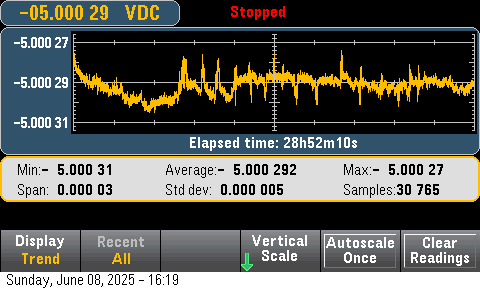 -05.000 29 VDC
Stopped
-5.000 27
-5.000 29
-5.000 31
Elapsed time: 28h52m10s
Min:- 5.000 31 Average:- 5.000 292 Max:- 5.000 27
Span: 0.000 03 Std dev: 0.000 005 Samples:30 765
Display
Trend
Recent
All
Vertical
Scale
Autoscale
Once
Clear
Readings
Sunday, June 08, 2025 - 16:19